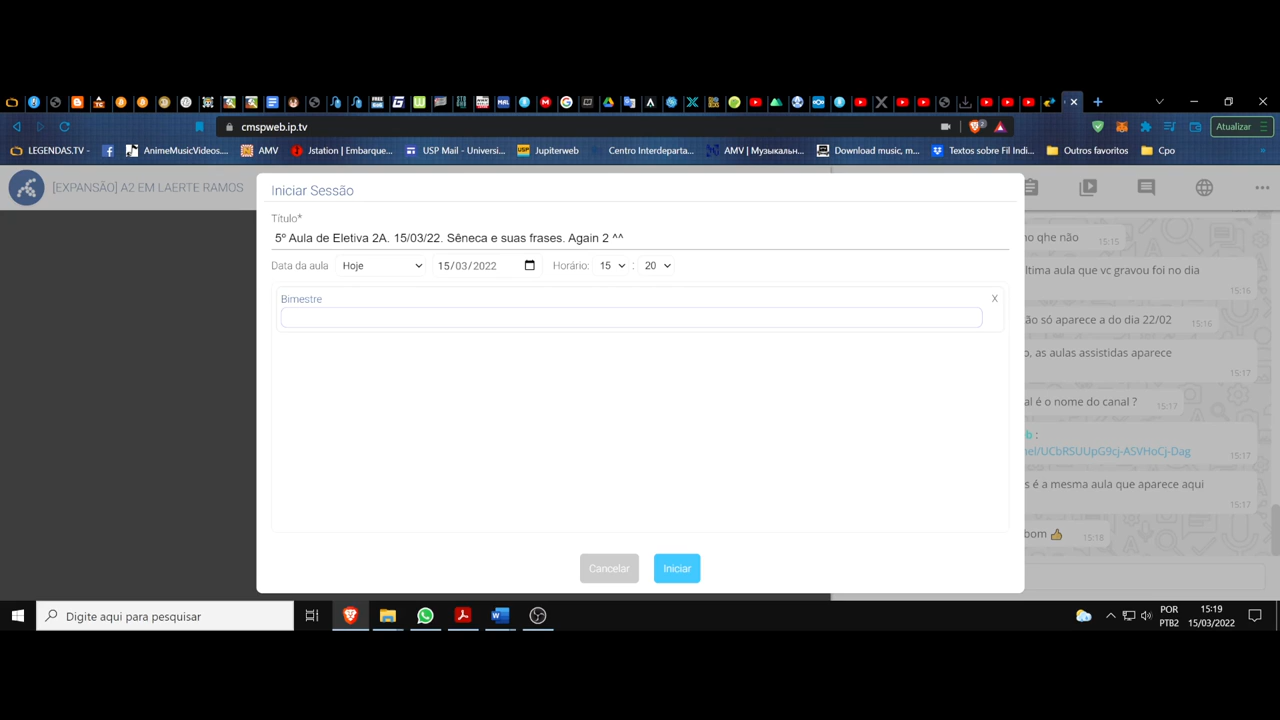 cmspweb.ip.tv
Atualizar
LEGENDAS.TV -
AnimeMusicVideos...
AMV
Jstation | Embarque...
USP Mail - Universi...
Jupiterweb
Centro Interdeparta...
AMV | Музыкальн...
Download music, m...
Textos sobre Fil Indi...
Outros favoritos
Cpo
[EXPANSÃO] A2 EM LAERTE RAMOS
Iniciar Sessão
Título*
5º Aula de Eletiva 2A. 15/03/22. Sêneca e suas frases. Again 2 ^^
Data da aula Hoje 15/03/2022 Horário: 15 : 20
Bimestre X
Cancelar Iniciar
qhe não 15:15
ltima aula que vc gravou foi no dia
15:16
só aparece a do dia 22/02 15:16
, as aulas assistidas aparece
15:17
é o nome do canal ? 15:17
nel/UCbRSUUpG9cj-ASVHoCj-Dag
15:17
é a mesma aula que aparece aqui
15:17
bom 👍 15:18
Digite aqui para pesquisar
POR
PTB2
15:19
15/03/2022